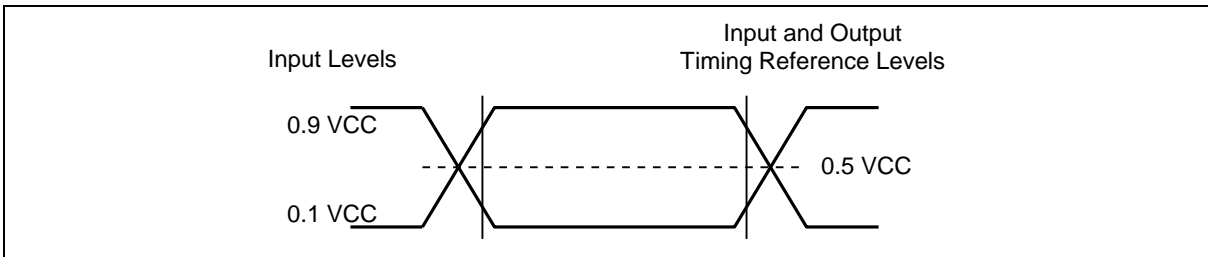 Input Levels
Input and Output
Timing Reference Levels
0.9 VCC
0.5 VCC
0.1 VCC